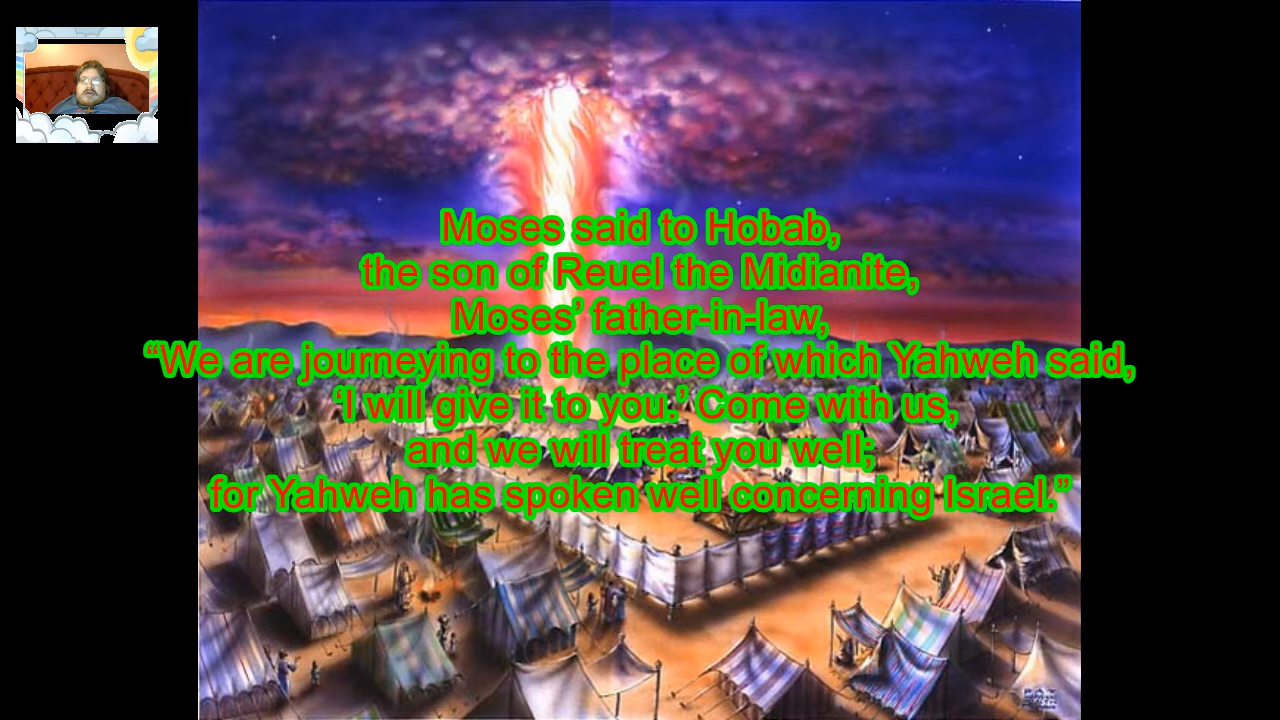 Moses said to Hobab,
the son of Reuel the Midianite,
Moses’ father-in-law,
“We are journeying to the place of which Yahweh said,
‘I will give it to you.’ Come with us,
and we will treat you well;
for Yahweh has spoken well concerning Israel.”